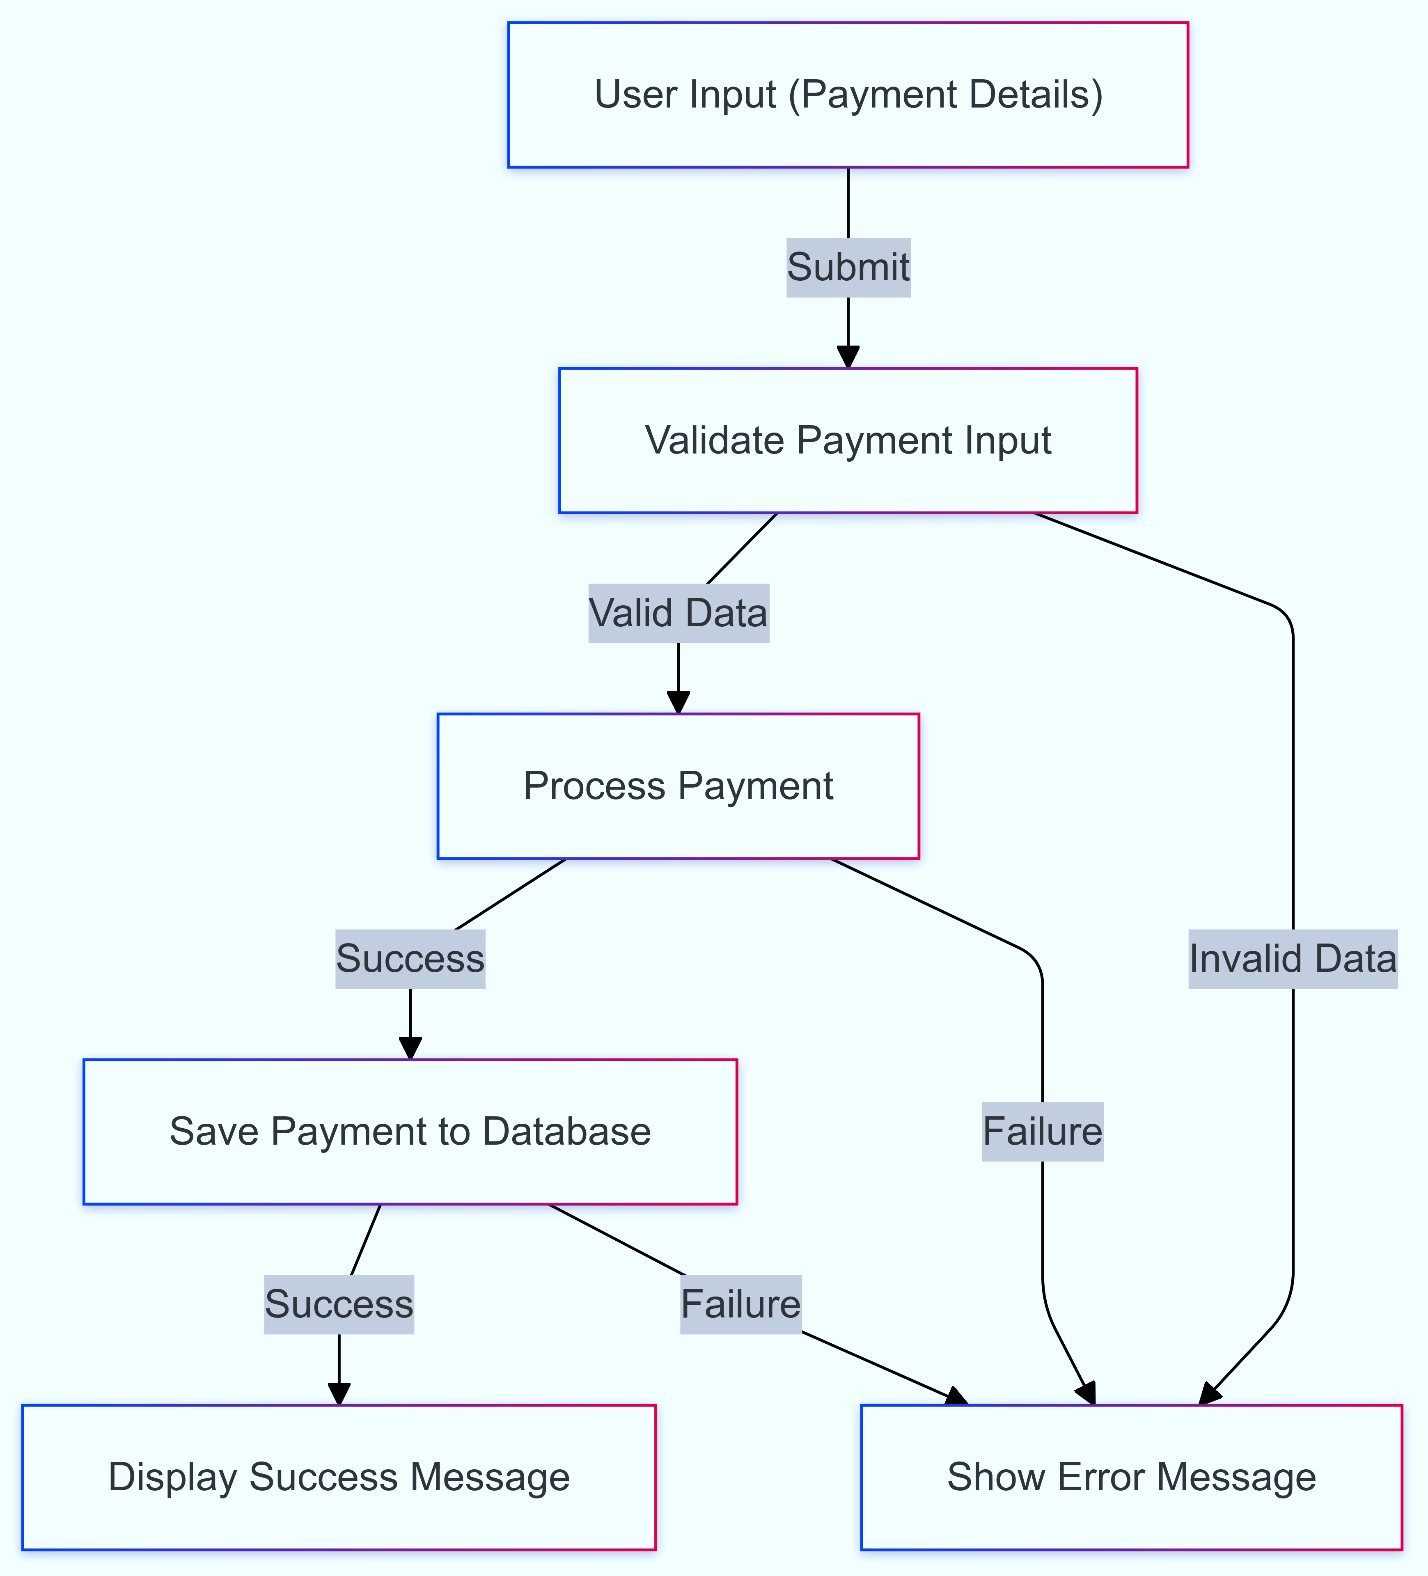 User Input (Payment Details)
Submit
Validate Payment Input
Valid Data
Process Payment
Success
Invalid Data
Save Payment to Database
Failure
Success
Failure
Display Success Message
Show Error Message